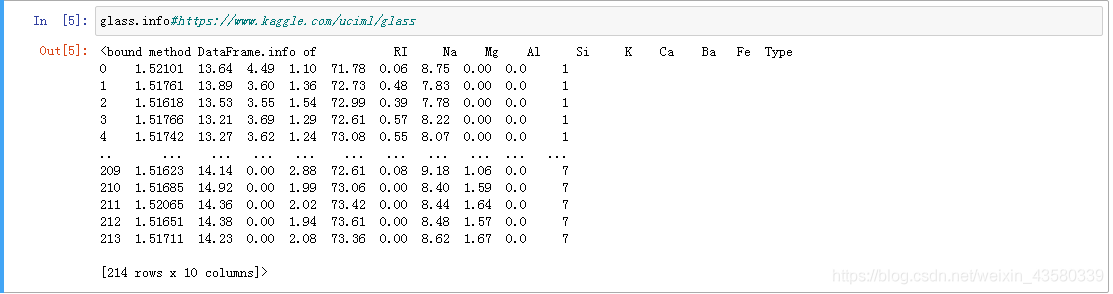 In [5]: glass.info#https://www.kaggle.com/uciml/glass
Out[5]: <bound method DataFrame.info of RI Na Mg Al Si K Ca Ba Fe Type
0 1.52101 13.64 4.49 1.10 71.78 0.06 8.75 0.00 0.0 1
1 1.51761 13.89 3.60 1.36 72.73 0.48 7.83 0.00 0.0 1
2 1.51618 13.53 3.55 1.54 72.99 0.39 7.78 0.00 0.0 1
3 1.51766 13.21 3.69 1.29 72.61 0.57 8.22 0.00 0.0 1
4 1.51742 13.27 3.62 1.24 73.08 0.55 8.07 0.00 0.0 1
.. ... ... ... ... ... ... ... ... ... ...
209 1.51623 14.14 0.00 2.88 72.61 0.08 9.18 1.06 0.0 7
210 1.51685 14.92 0.00 1.99 73.06 0.00 8.40 1.59 0.0 7
211 1.52065 14.36 0.00 2.02 73.42 0.00 8.44 1.64 0.0 7
212 1.51651 14.38 0.00 1.94 73.61 0.00 8.48 1.57 0.0 7
213 1.51711 14.23 0.00 2.08 73.36 0.00 8.62 1.67 0.0 7
[214 rows x 10 columns]>
https://blog.csdn.net/weixin_43580339